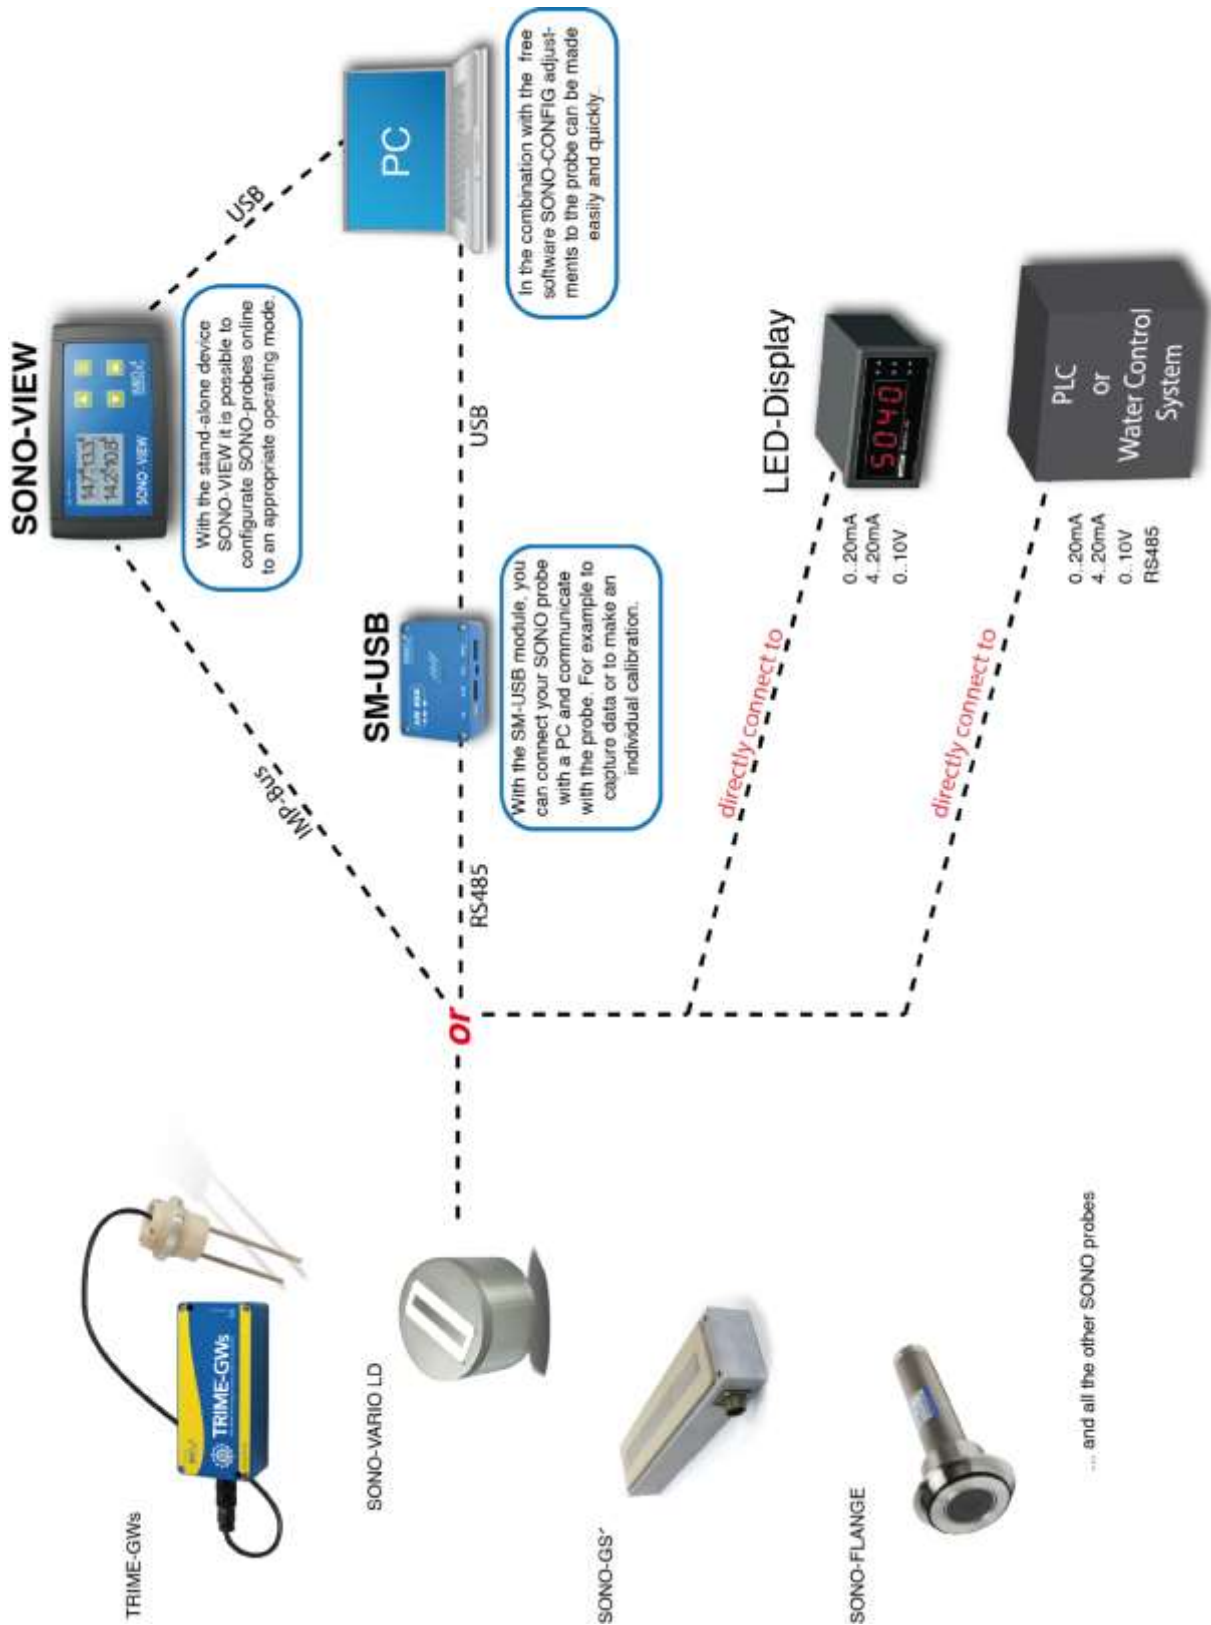 TRIME-GWs
TRIME-GWs
SONO-VARIO LD
SONO-GS
SONO-FLANGE
... and all the other SONO probes
or
IMP-Bus
SONO-VIEW
SONO-VIEW
With the stand-alone device
SONO-VIEW it is possible to
configurate SONO-probes online
to an appropriate operating mode.
USB
RS485
SM-USB
With the SM-USB module, you
can connect your SONO probe
with a PC and communicate
with the probe. For example to
capture data or to make an
individual calibration.
USB
PC
In the combination with the free
software SONO-CONFIG adjust-
ments to the probe can be made
easily and quickly.
directly connect to
LED-Display
5040
0..20mA
4..20mA
0..10V
directly connect to
PLC
or
Water Control
System
0..20mA
4..20mA
0..10V
RS485